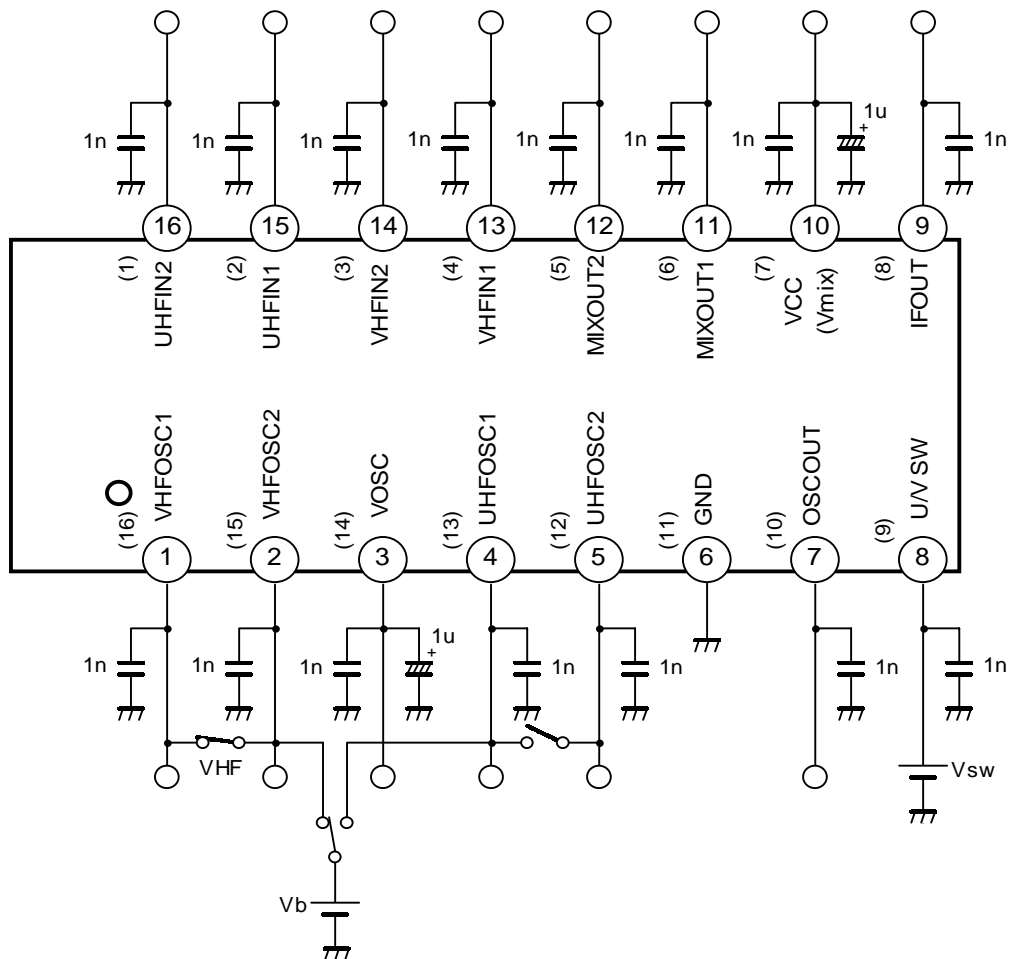 1n 1n 1n 1n 1n 1n 1n 1u + 1n
16 15 14 13 12 11 10 9
(1) (2) (3) (4) (5) (6) (7) (8)
UHFIN2 UHFIN1 VHFIN2 VHFIN1 MIXOUT2 MIXOUT1 VCC (Vmix) IFOUT
VHFOSC1 VHFOSC2 VOSC UHFOSC1 UHFOSC2 GND OSCOUT U/V SW
(16) (15) (14) (13) (12) (11) (10) (9)
1 2 3 4 5 6 7 8
1n 1n 1n 1u + 1n 1n 1n 1n
VHF
Vsw
Vb